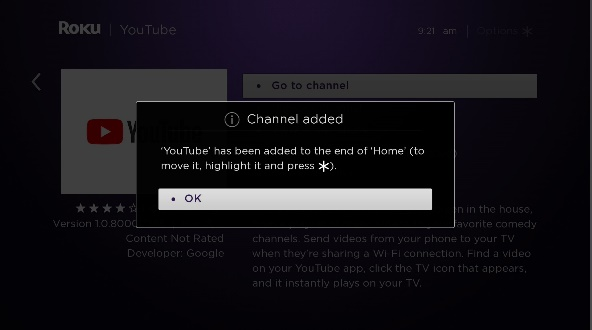 Roku | YouTube
9:21 am | Options ✱
Go to channel
ⓘ Channel added
'YouTube' has been added to the end of 'Home' (to
move it, highlight it and press ✱).
OK
Version 1.0.8000
Content Not Rated
Developer: Google
in the house,
favorite comedy
channels. Send videos from your phone to your TV
when they're sharing a Wi Fi connection. Find a video
on your YouTube app, click the TV icon that appears,
and it instantly plays on your TV.